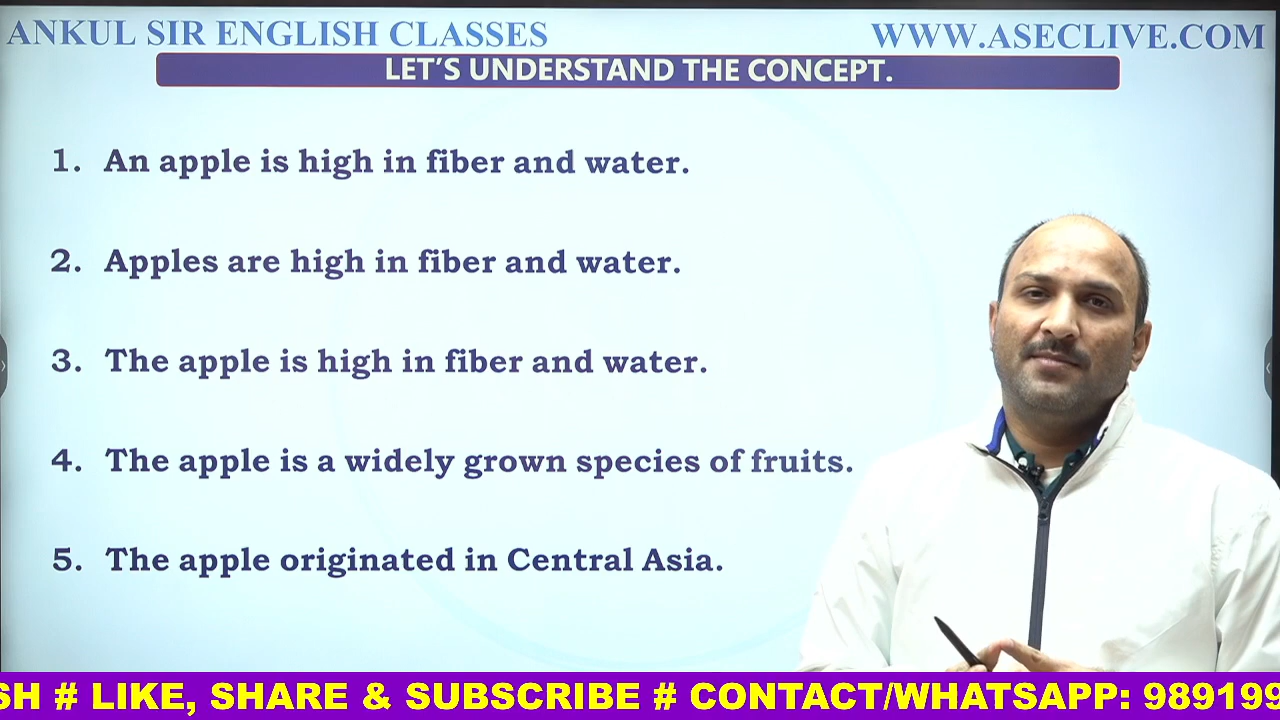 ANKUL SIR ENGLISH CLASSES
WWW.ASECLIVE.COM
LET'S UNDERSTAND THE CONCEPT.
1. An apple is high in fiber and water.
2. Apples are high in fiber and water.
3. The apple is high in fiber and water.
4. The apple is a widely grown species of fruits.
5. The apple originated in Central Asia.
SH # LIKE, SHARE & SUBSCRIBE # CONTACT/WHATSAPP: 989199